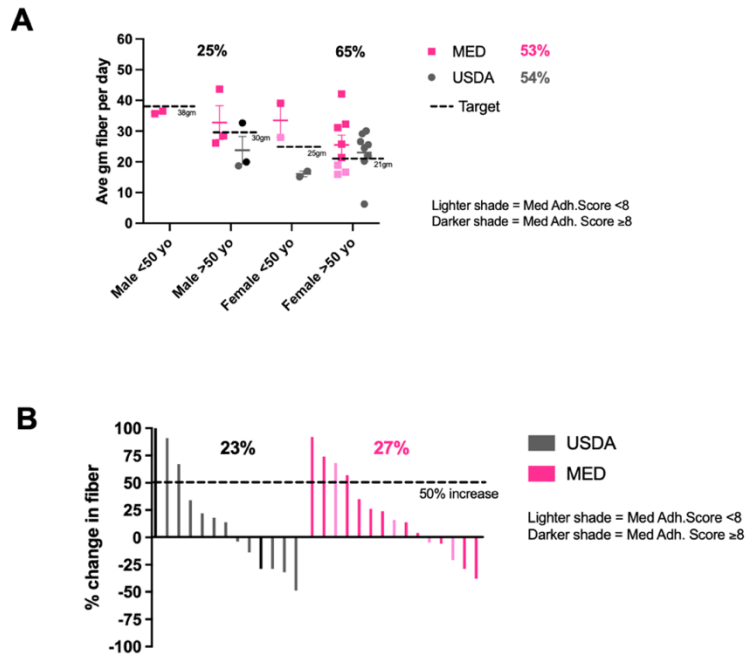 A
Ave gm fiber per day
60
50
40
30
20
10
0
25%
65%
38gm
30gm
25gm
21gm
Male <50 yo
Male >50 yo
Female <50 yo
Female >50 yo
MED 53%
USDA 54%
Target
Lighter shade = Med Adh.Score <8
Darker shade = Med Adh. Score ≥8
B
% change in fiber
100
75
50
25
0
-25
-50
-75
-100
23%
27%
50% increase
USDA
MED
Lighter shade = Med Adh.Score <8
Darker shade = Med Adh. Score ≥8